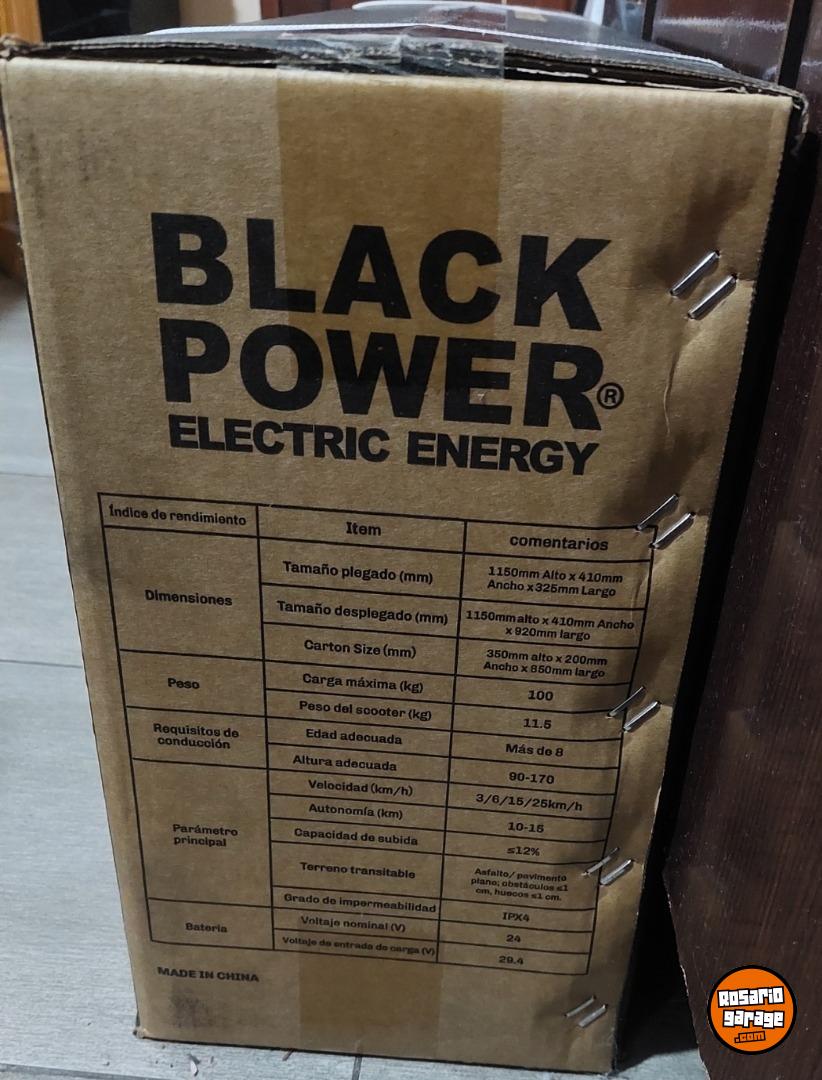 BLACK
POWER®
ELECTRIC ENERGY
Índice de rendimiento Item comentarios
Dimensiones
Tamaño plegado (mm)
1150mm Alto x 410mm
Ancho x 325mm Largo
Tamaño desplegado (mm)
1150mm alto x 410mm Ancho
x 920mm largo
Carton Size (mm)
350mm alto x 200mm
Ancho x 850mm largo
Peso
Carga máxima (kg) 100
Peso del scooter (kg) 11.5
Requisitos de
conducción
Edad adecuada Más de 8
Altura adecuada 90-170
Parámetro
principal
Velocidad (km/h) 3/6/15/25km/h
Autonomía (km) 10-15
Capacidad de subida ≤12%
Terreno transitable
Asfalto/ pavimento
plano; obstáculos ≤1
cm, huecos ≤1 cm.
Grado de impermeabilidad IPX4
Bateria
Voltaje nominal (V) 24
Voltaje de entrada de carga (V) 29.4
MADE IN CHINA
Rosario
garage
.com